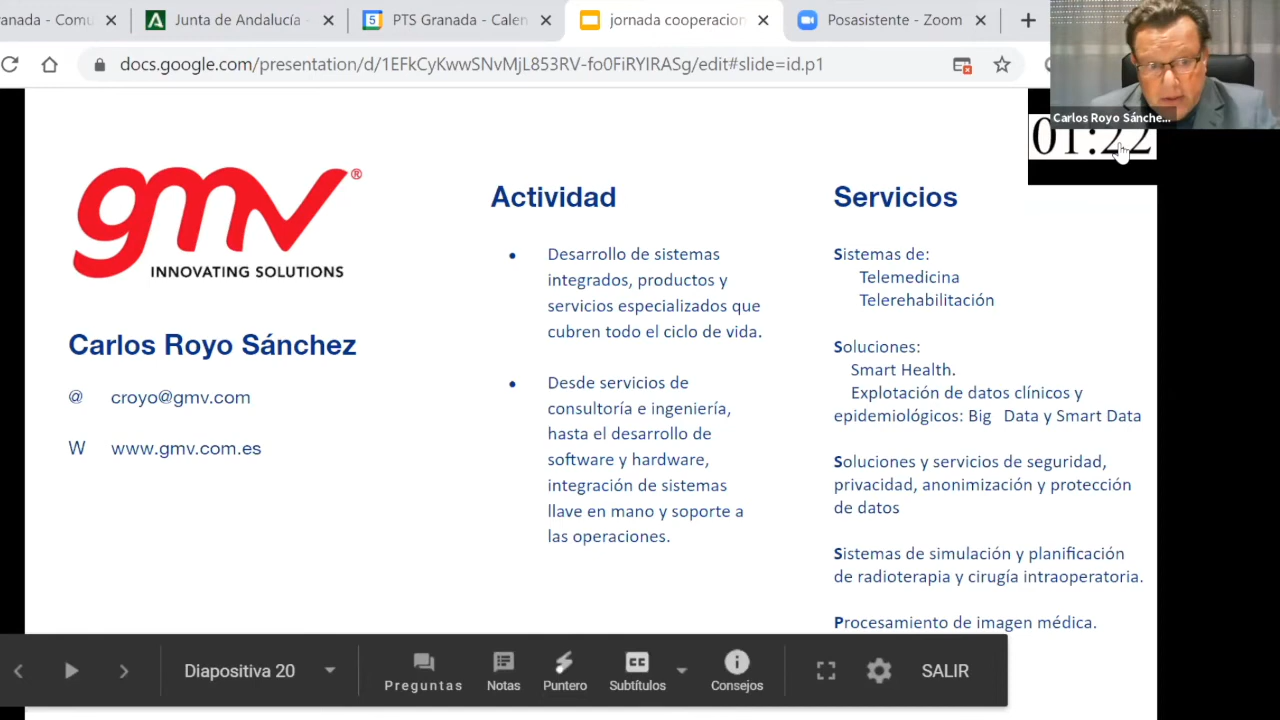 ranada - Comu
Junta de Andalucía
PTS Granada - Calen
jornada cooperacion
Posasistente - Zoom
docs.google.com/presentation/d/1EFkCyKwwSNvMjL853RV-fo0FiRYIRASg/edit#slide=id.p1
Carlos Royo Sánche...
01:22
gmv®
INNOVATING SOLUTIONS
Carlos Royo Sánchez
@ croyo@gmv.com
W www.gmv.com.es
Actividad
• Desarrollo de sistemas
integrados, productos y
servicios especializados que
cubren todo el ciclo de vida.
• Desde servicios de
consultoría e ingeniería,
hasta el desarrollo de
software y hardware,
integración de sistemas
llave en mano y soporte a
las operaciones.
Servicios
Sistemas de:
Telemedicina
Telerehabilitación
Soluciones:
Smart Health.
Explotación de datos clínicos y
epidemiológicos: Big Data y Smart Data
Soluciones y servicios de seguridad,
privacidad, anonimización y protección
de datos
Sistemas de simulación y planificación
de radioterapia y cirugía intraoperatoria.
Procesamiento de imagen médica.
Diapositiva 20
Preguntas
Notas
Puntero
Subtítulos
Consejos
SALIR